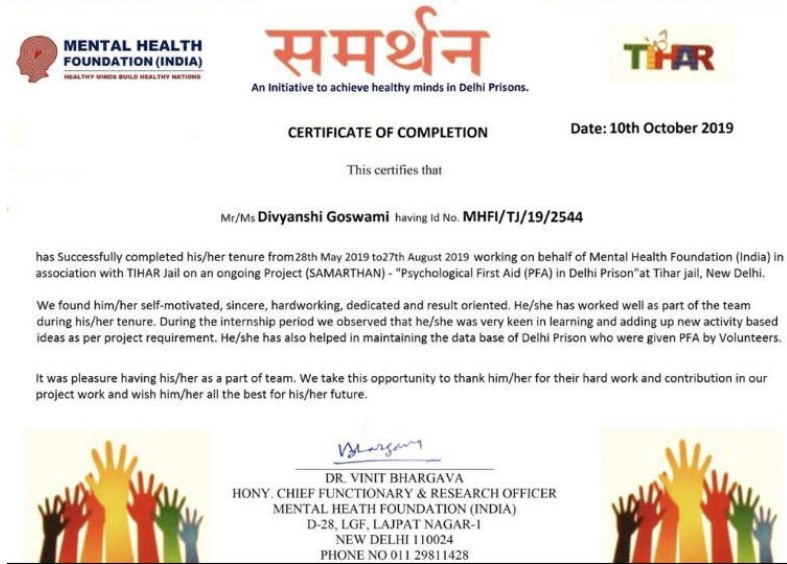 MENTAL HEALTH
FOUNDATION (INDIA)
HEALTHY MINDS BUILD HEALTHY NATIONS
समर्थन
An Initiative to achieve healthy minds in Delhi Prisons.
TIHAR
CERTIFICATE OF COMPLETION
Date: 10th October 2019
This certifies that
Mr/Ms Divyanshi Goswami having Id No. MHFI/TJ/19/2544
has Successfully completed his/her tenure from28th May 2019 to27th August 2019 working on behalf of Mental Health Foundation (India) in
association with TIHAR Jail on an ongoing Project (SAMARTHAN) - "Psychological First Aid (PFA) in Delhi Prison"at Tihar jail, New Delhi.
We found him/her self-motivated, sincere, hardworking, dedicated and result oriented. He/she has worked well as part of the team
during his/her tenure. During the internship period we observed that he/she was very keen in learning and adding up new activity based
ideas as per project requirement. He/she has also helped in maintaining the data base of Delhi Prison who were given PFA by Volunteers.
It was pleasure having his/her as a part of team. We take this opportunity to thank him/her for their hard work and contribution in our
project work and wish him/her all the best for his/her future.
Bhargava
DR. VINIT BHARGAVA
HONY. CHIEF FUNCTIONARY & RESEARCH OFFICER
MENTAL HEATH FOUNDATION (INDIA)
D-28, LGF, LAJPAT NAGAR-I
NEW DELHI 110024
PHONE NO 011 29811428